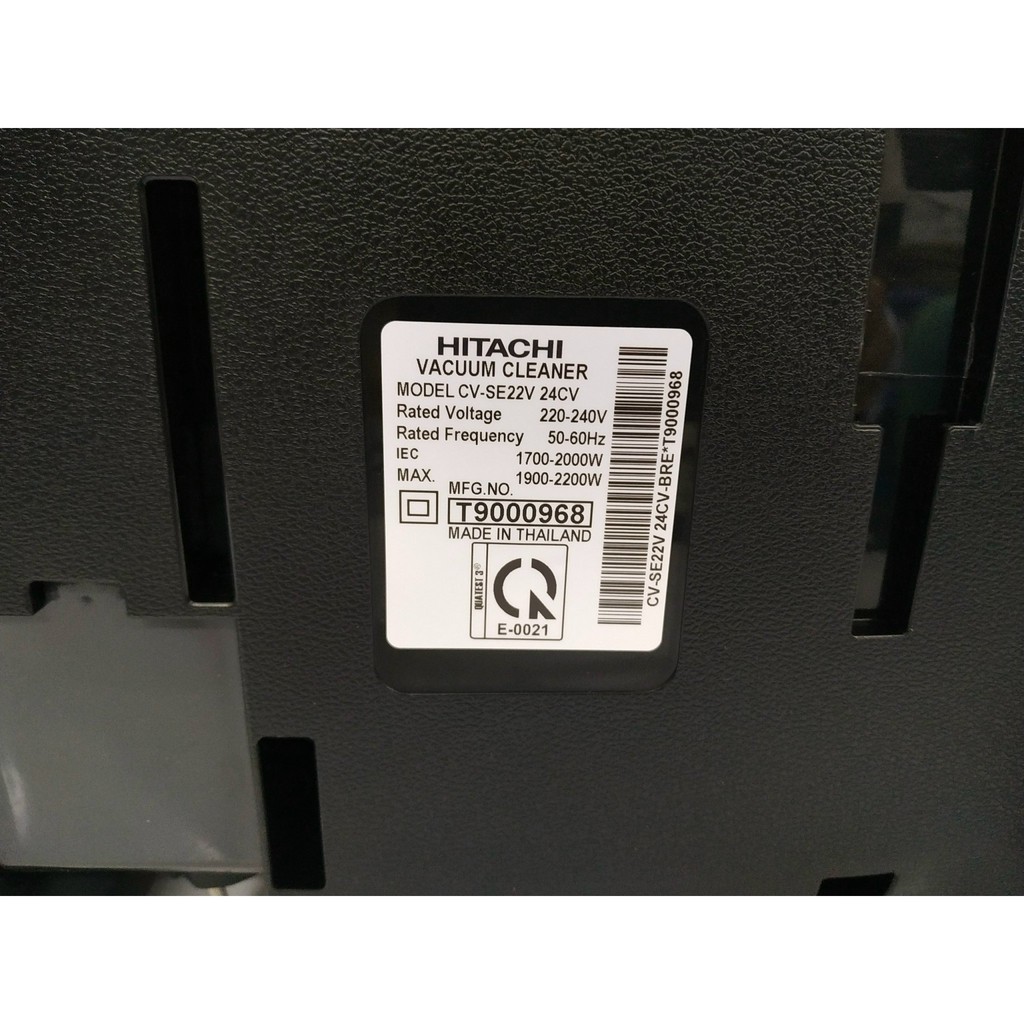 HITACHI
VACUUM CLEANER
MODEL CV-SE22V 24CV
Rated Voltage 220-240V
Rated Frequency 50-60Hz
IEC 1700-2000W
MAX. 1900-2200W
MFG.NO.
T9000968
MADE IN THAILAND
QUATEST 3®
E-0021
CV-SE22V 24CV-BRE*T9000968